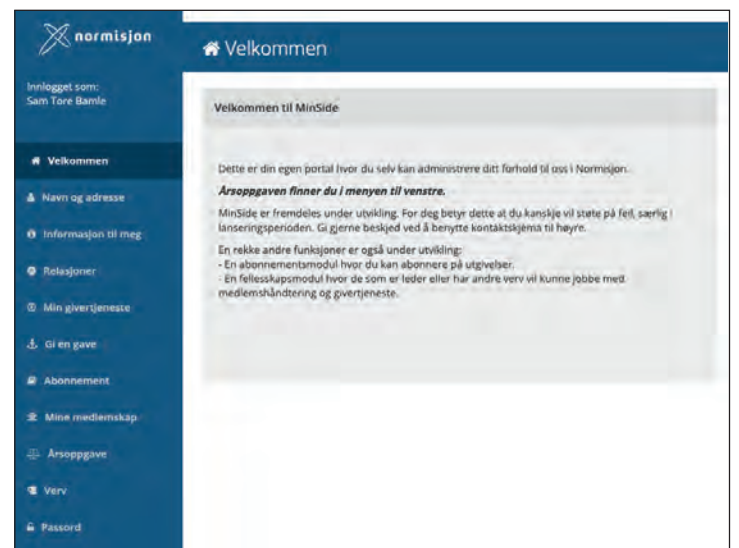 normisjon
Innlogget som:
Sam Tore Bamle
Velkommen
Navn og adresse
Informasjon til meg
Relasjoner
Min givertjeneste
Gi en gave
Abonnement
Mine medlemskap
Årsoppgave
Verv
Passord
Velkommen
Velkommen til MinSide
Dette er din egen portal hvor du selv kan administrere ditt forhold til oss i Normisjon.
Årsoppgaven finner du i menyen til venstre.
MinSide er fremdeles under utvikling. For deg betyr dette at du kanskje vil støte på feil, særlig i
lanseringsperioden. Gi gjerne beskjed ved å benytte kontaktskjema til høyre.
En rekke andre funksjoner er også under utvikling:
- En abonnementsmodul hvor du kan abonnere på utgivelser.
- En fellesskapsmodul hvor de som er leder eller har andre verv vil kunne jobbe med
medlemshåndtering og givertjeneste.